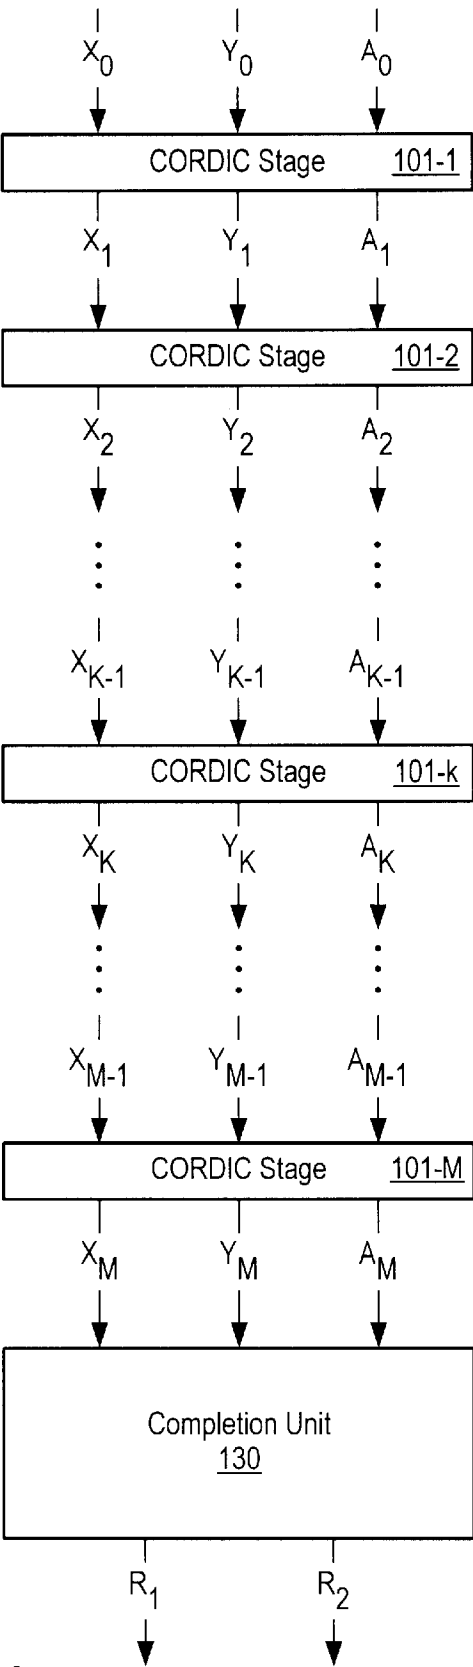 X0 Y0 A0
CORDIC Stage 101-1
X1 Y1 A1
CORDIC Stage 101-2
X2 Y2 A2
XK-1 YK-1 AK-1
CORDIC Stage 101-k
XK YK AK
XM-1 YM-1 AM-1
CORDIC Stage 101-M
XM YM AM
Completion Unit
130
R1 R2